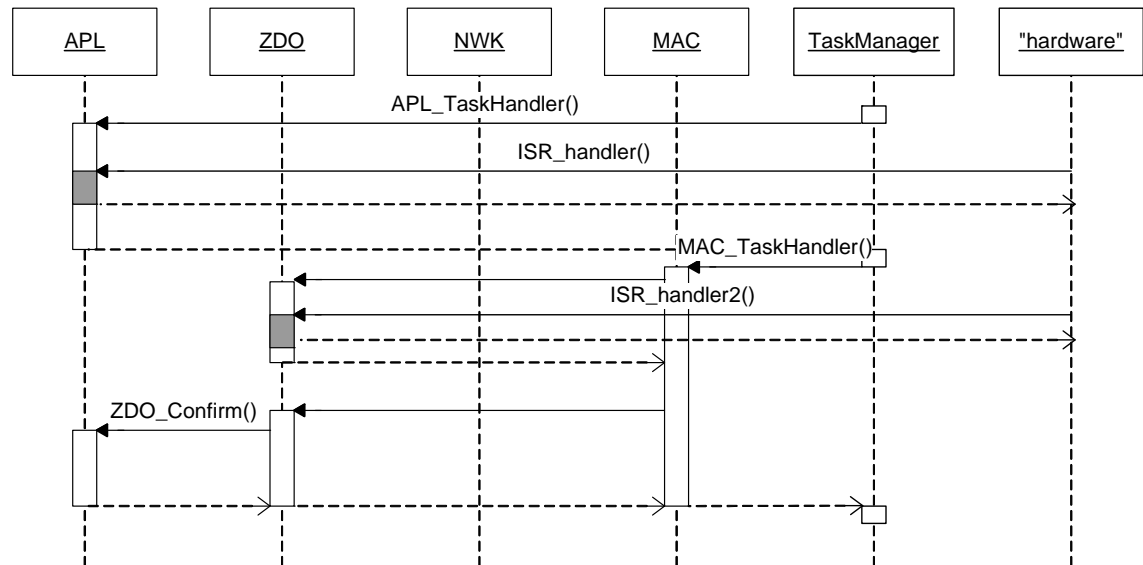 APL
ZDO
NWK
MAC
TaskManager
"hardware"
APL_TaskHandler()
ISR_handler()
MAC_TaskHandler()
ISR_handler2()
ZDO_Confirm()